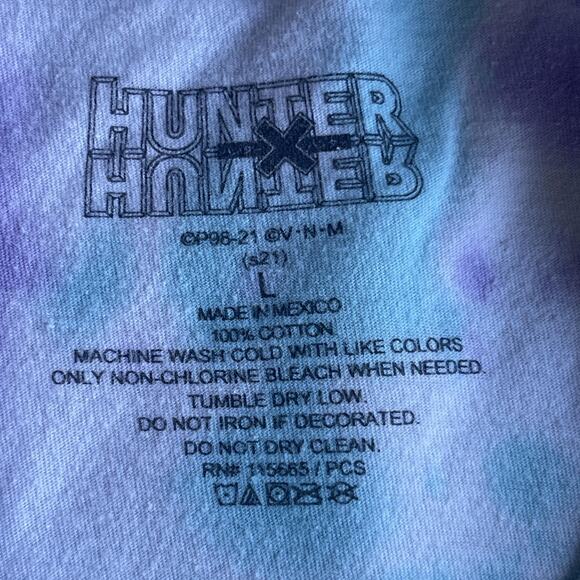 HUNTER
X
HUNTER
©P98-21 ©V·N·M
(s21)
L
MADE IN MEXICO
100% COTTON
MACHINE WASH COLD WITH LIKE COLORS
ONLY NON-CHLORINE BLEACH WHEN NEEDED.
TUMBLE DRY LOW.
DO NOT IRON IF DECORATED.
DO NOT DRY CLEAN.
RN# 115665 / PCS